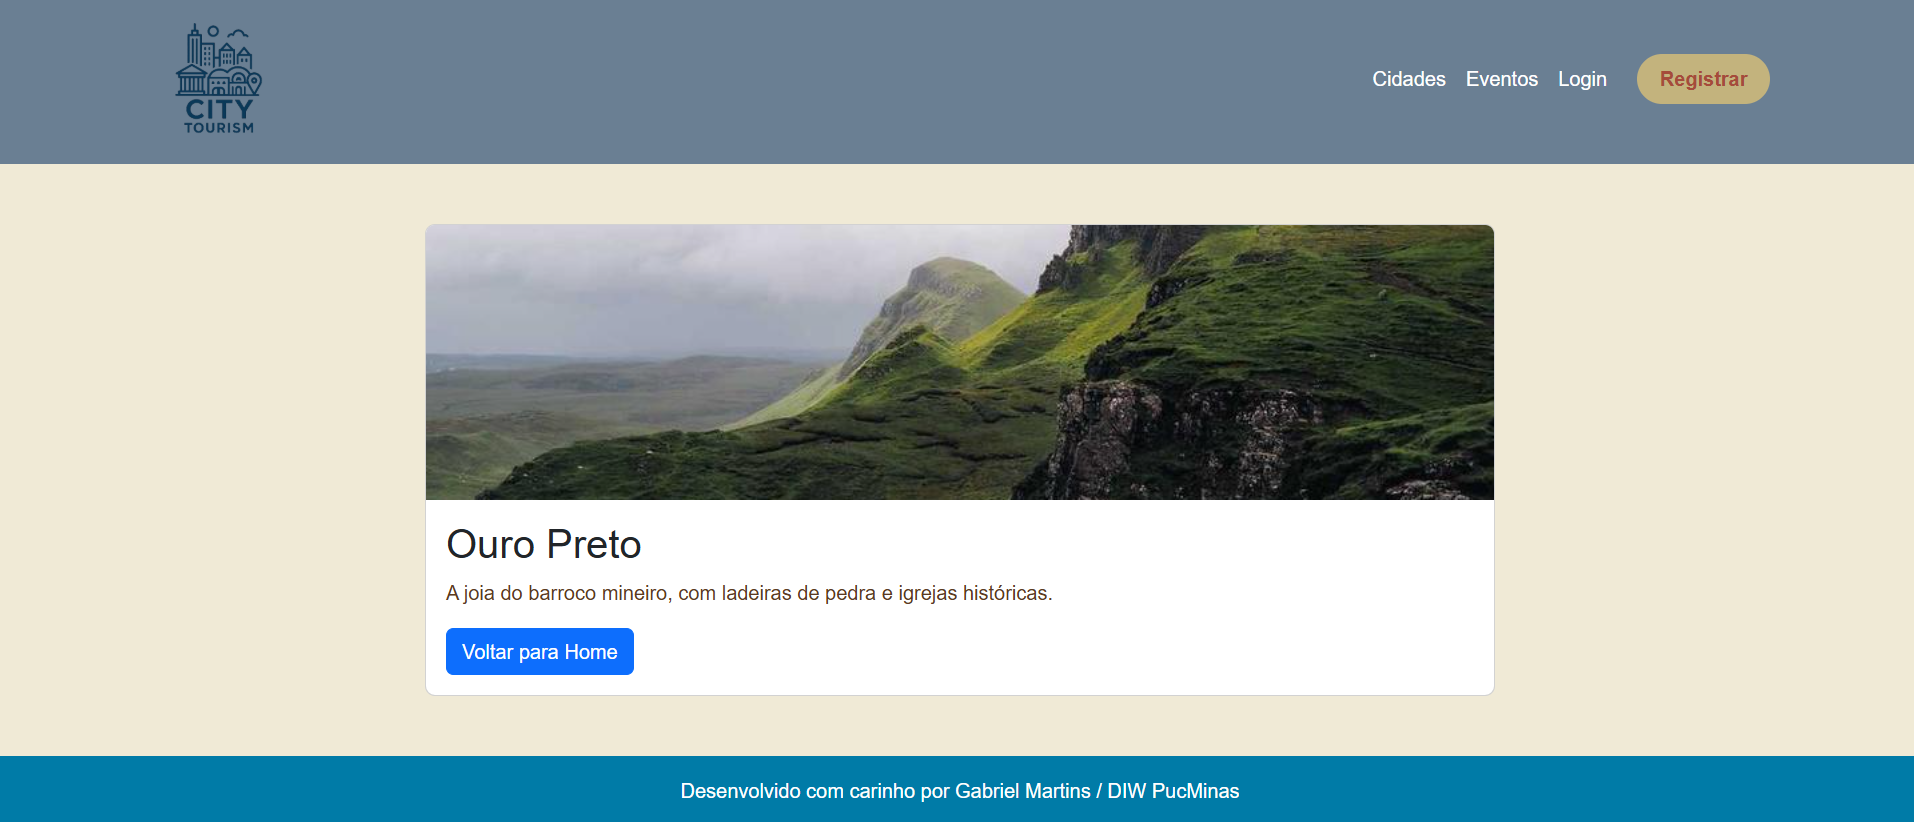 CITY
TOURISM
Cidades Eventos Login Registrar
Ouro Preto
A joia do barroco mineiro, com ladeiras de pedra e igrejas históricas.
Voltar para Home
Desenvolvido com carinho por Gabriel Martins / DIW PucMinas